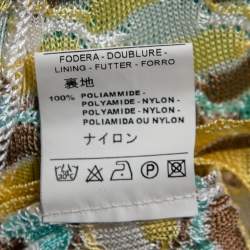 FODERA - DOUBLURE -
LINING - FUTTER - FORRO
裏地
100% POLIAMMIDE -
POLYAMIDE - NYLON -
POLYAMIDE - NYLON -
POLIAMIDA OU NYLON
ナイロン
P